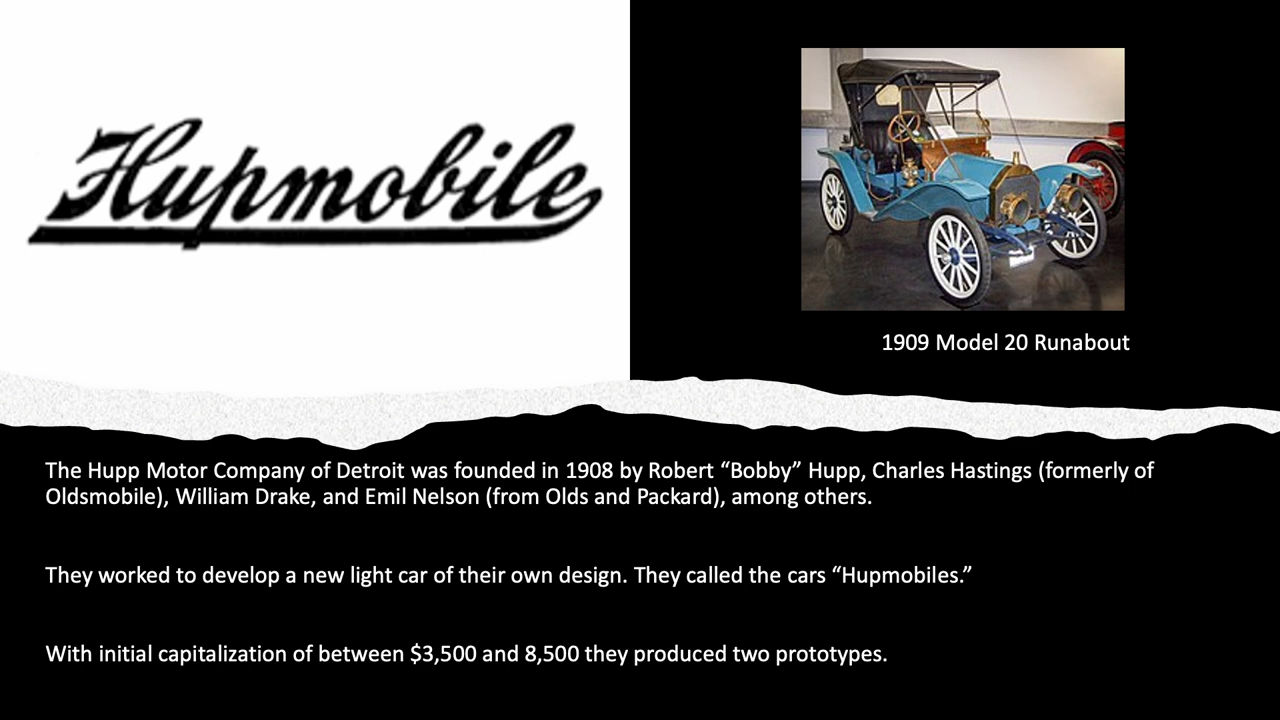 Hupmobile
1909 Model 20 Runabout
The Hupp Motor Company of Detroit was founded in 1908 by Robert “Bobby” Hupp, Charles Hastings (formerly of
Oldsmobile), William Drake, and Emil Nelson (from Olds and Packard), among others.
They worked to develop a new light car of their own design. They called the cars “Hupmobiles.”
With initial capitalization of between $3,500 and 8,500 they produced two prototypes.